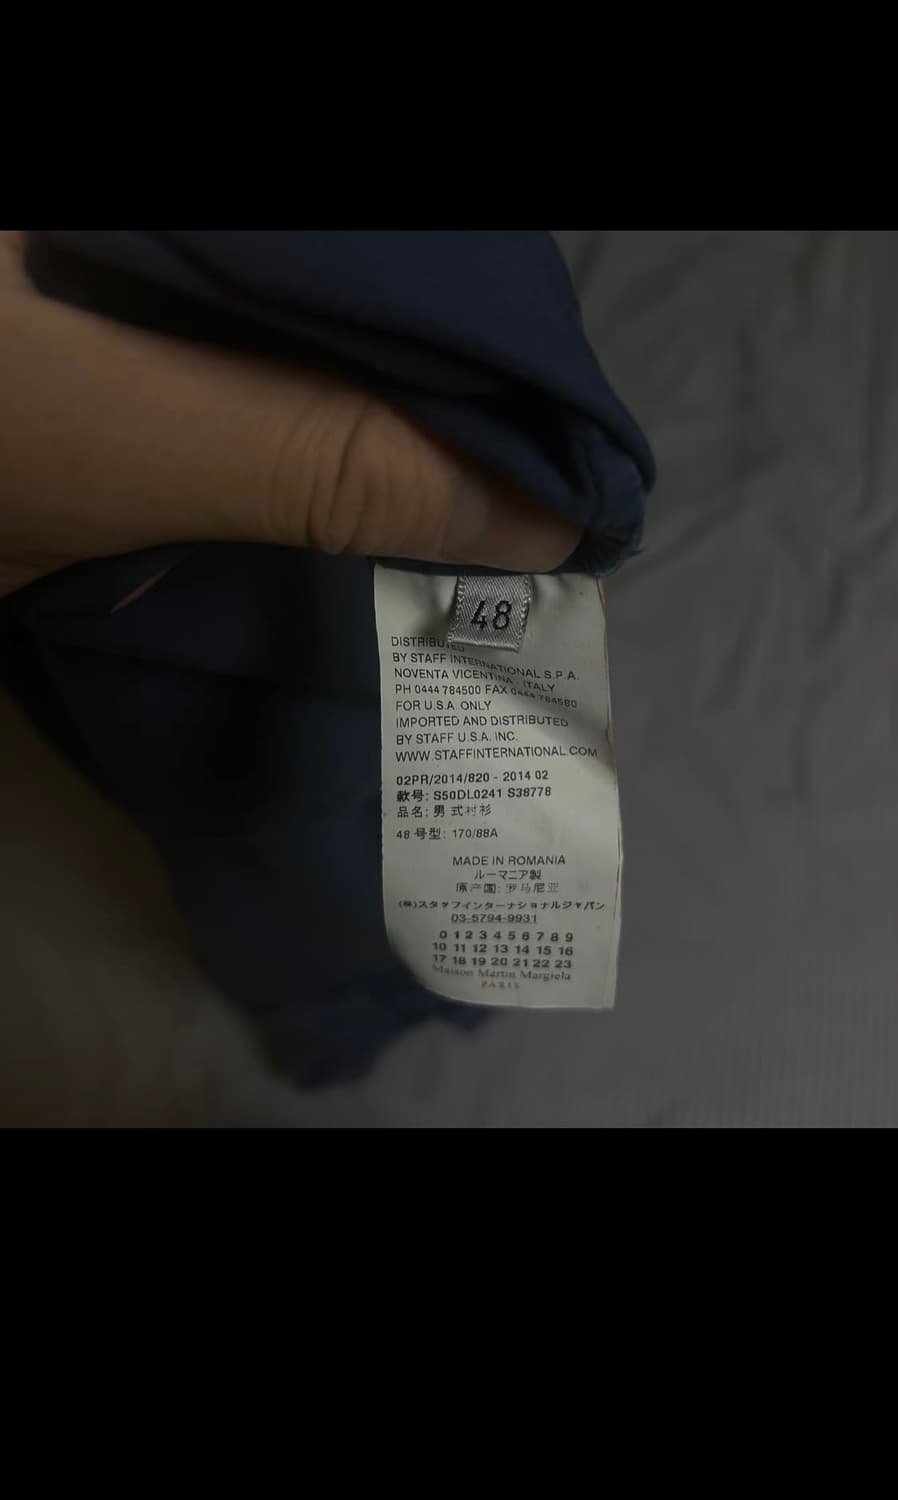 48
DISTRIBUTED
BY STAFF INTERNATIONAL S.P.A.
NOVENTA VICENTINA - ITALY
PH 0444 784500 FAX 0444 784580
FOR U.S.A. ONLY
IMPORTED AND DISTRIBUTED
BY STAFF U.S.A. INC.
WWW.STAFFINTERNATIONAL.COM
02PR/2014/820 - 2014 02
款号: S50DL0241 S38778
品名: 男 式衬衫
48 号型: 170/88A
MADE IN ROMANIA
ルーマニア製
原产国: 罗马尼亚
(株)スタッフインターナショナルジャパン
03-5794-9931
0 1 2 3 4 5 6 7 8 9
10 11 12 13 14 15 16
17 18 19 20 21 22 23
Maison Martin Margiela
PARIS